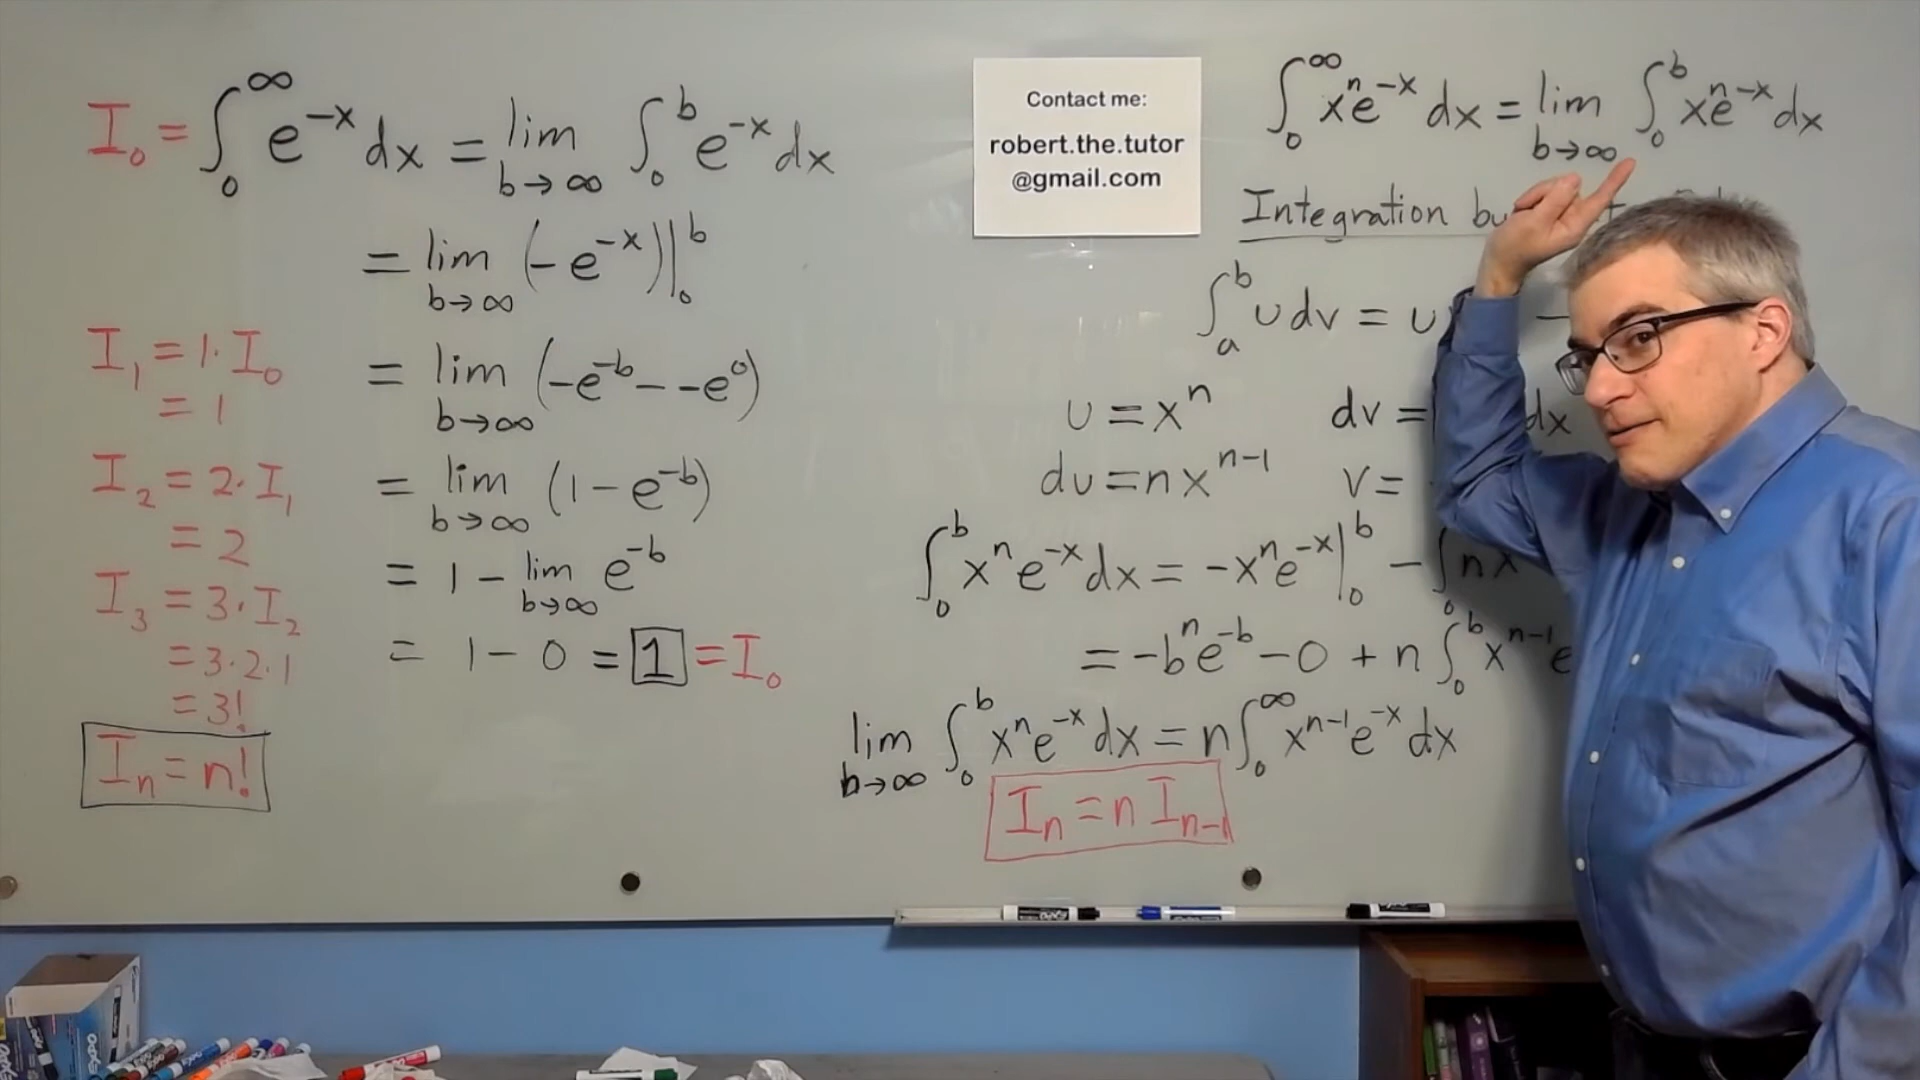 I₀ = ∫₀^∞ e^{-x} dx = lim_{b→∞} ∫₀^b e^{-x} dx
= lim_{b→∞} (-e^{-x})|₀^b
= lim_{b→∞} (-e^{-b} - -e⁰)
= lim_{b→∞} (1 - e^{-b})
= 1 - lim_{b→∞} e^{-b}
= 1 - 0 = 1 = I₀
I₁ = 1·I₀
= 1
I₂ = 2·I₁
= 2
I₃ = 3·I₂
= 3·2·1
= 3!
Iₙ = n!
Contact me:
robert.the.tutor
@gmail.com
∫₀^∞ xⁿe^{-x} dx = lim_{b→∞} ∫₀^b xⁿe^{-x} dx
Integration
∫ₐ^b u dv = u -
u = xⁿ dv = dx
du = nx^{n-1} v =
∫₀^b xⁿe^{-x} dx = -xⁿe^{-x}|₀^b - ∫₀ nx
= -bⁿe^{-b} - 0 + n ∫₀^b x^{n-1} e
lim_{b→∞} ∫₀^b xⁿe^{-x} dx = n ∫₀^∞ x^{n-1} e^{-x} dx
Iₙ = n Iₙ₋₁